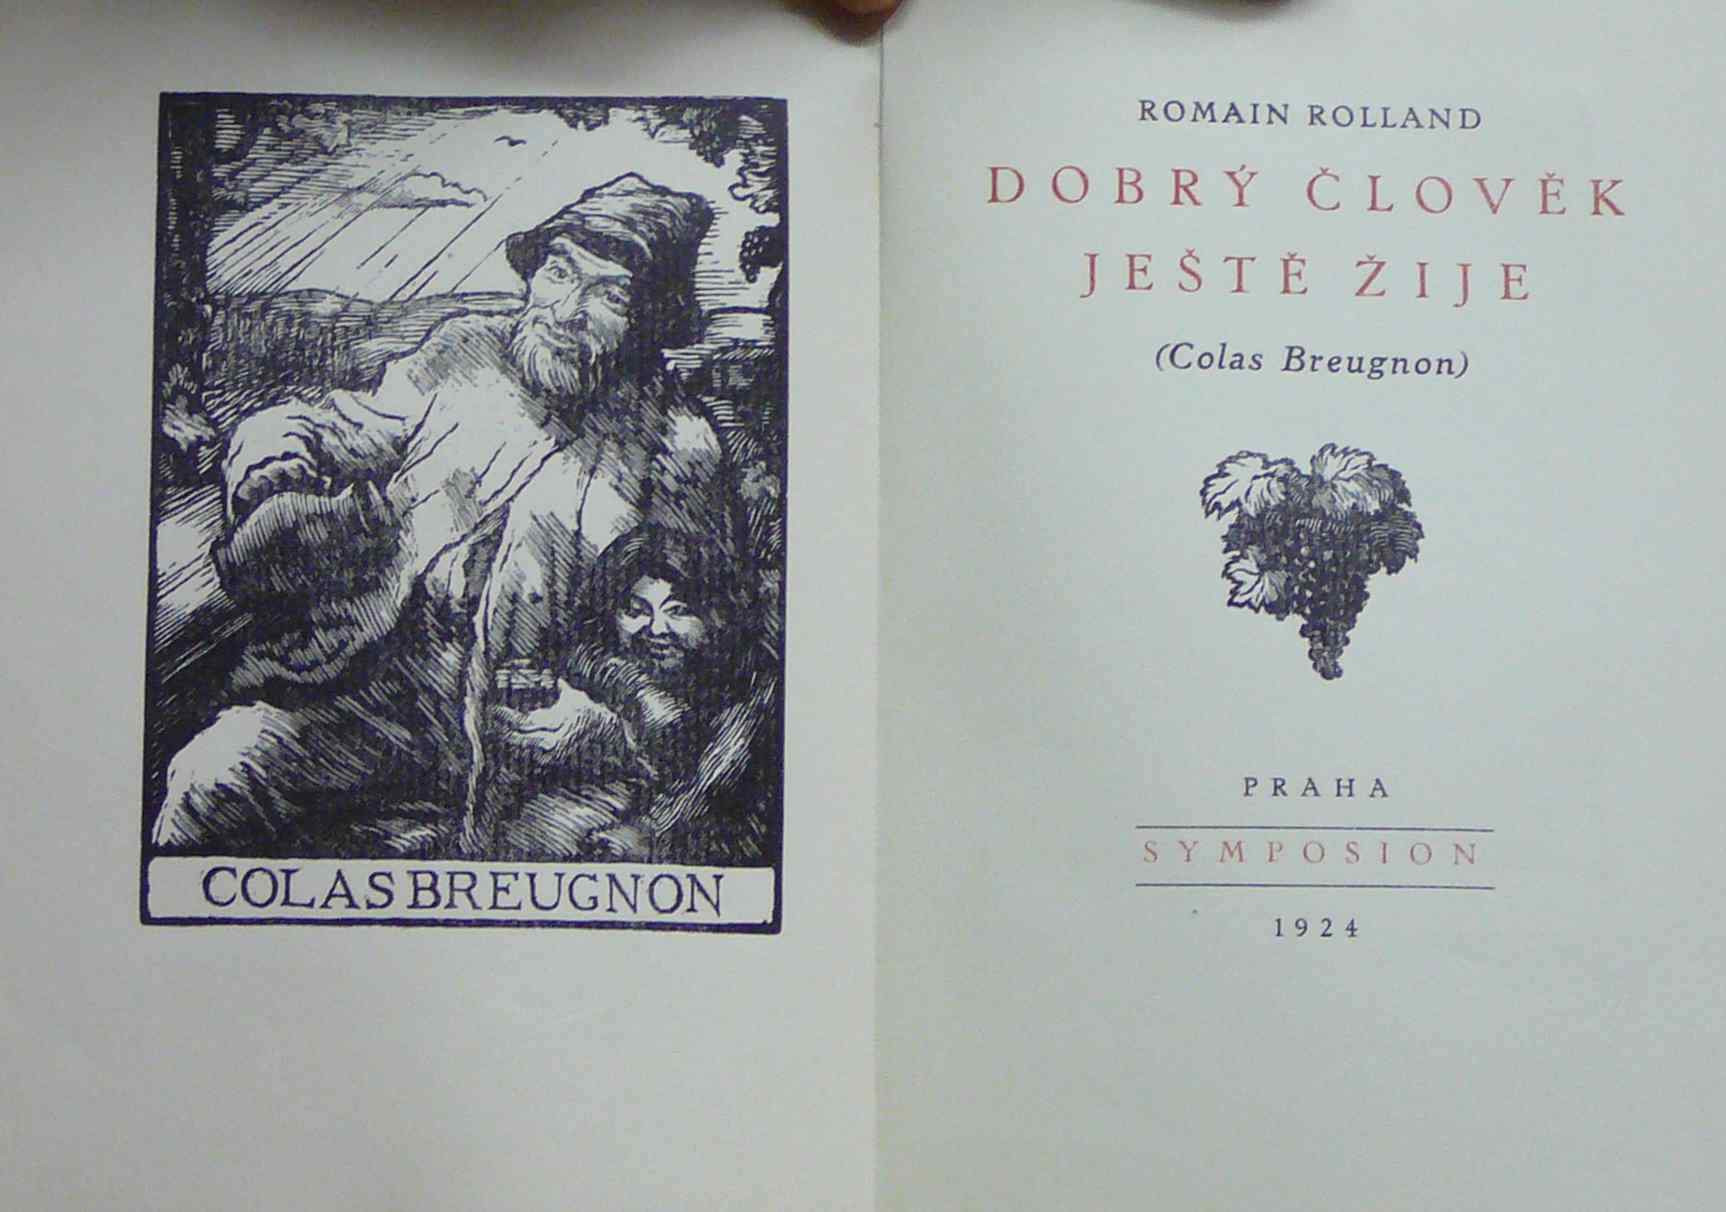 COLAS BREUGNON
ROMAIN ROLLAND
DOBRÝ ČLOVĚK
JEŠTĚ ŽIJE
(Colas Breugnon)
PRAHA
SYMPOSION
1924